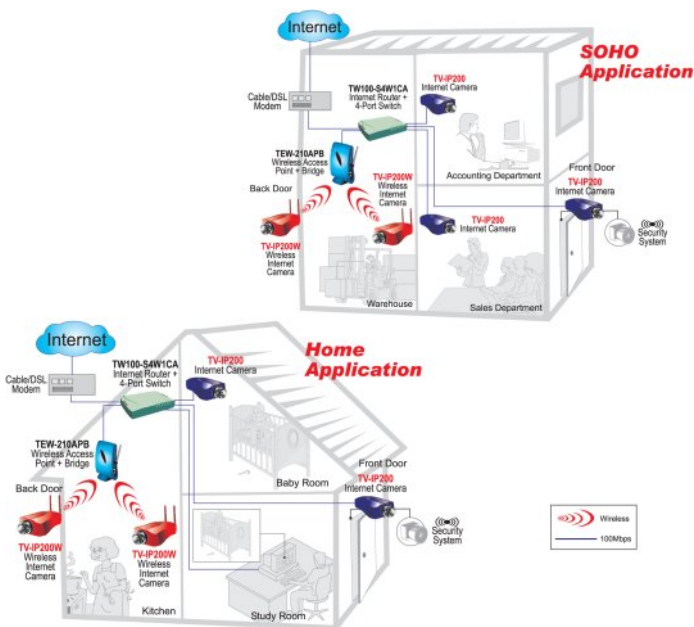 Internet
SOHO
Application
Cable/DSL
Modem
TW100-S4W1CA
Internet Router +
4-Port Switch
TV-IP200
Internet Camera
TEW-210APB
Wireless Access
Point + Bridge
Accounting Department
Back Door
TV-IP200W
Wireless
Internet
Camera
TV-IP200W
Wireless
Internet
Camera
TV-IP200
Internet Camera
Front Door
TV-IP200
Internet Camera
Security
System
Warehouse
Sales Department
Internet
Home
Application
Cable/DSL
Modem
TW100-S4W1CA
Internet Router +
4-Port Switch
TV-IP200
Internet Camera
TEW-210APB
Wireless Access
Point + Bridge
Baby Room
Back Door
TV-IP200W
Wireless
Internet
Camera
TV-IP200W
Wireless
Internet
Camera
Front Door
TV-IP200
Internet Camera
Security
System
Kitchen
Study Room
Wireless
100Mbps